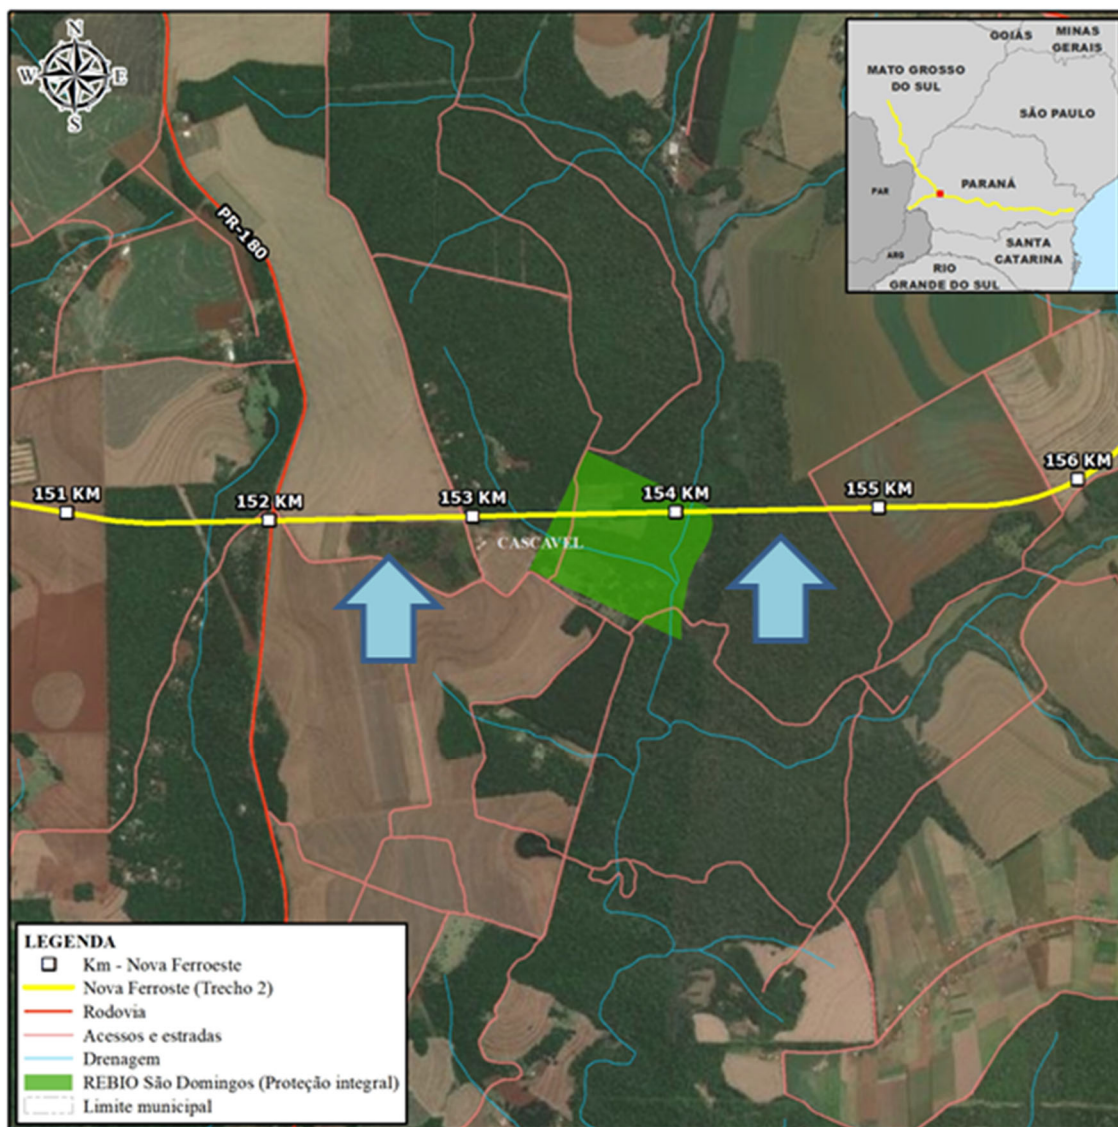 N
W E
S
PR-180
GOIÁS
MINAS
GERAIS
MATO GROSSO
DO SUL
SÃO PAULO
PAR
PARANÁ
ARG
SANTA
CATARINA
RIO
GRANDE DO SUL
151 KM
152 KM
153 KM
154 KM
155 KM
156 KM
CASCAVEL
LEGENDA
Km - Nova Ferroeste
Nova Ferroste (Trecho 2)
Rodovia
Acessos e estradas
Drenagem
REBIO São Domingos (Proteção integral)
Limite municipal